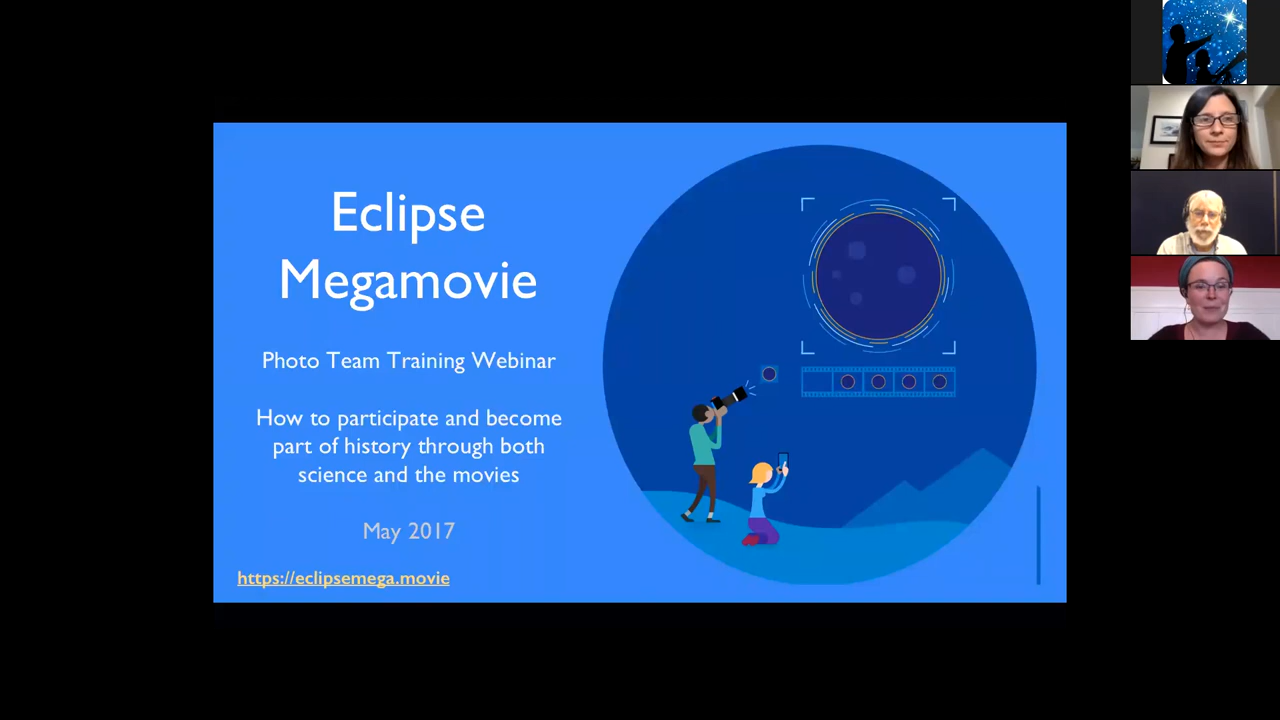 Eclipse
Megamovie
Photo Team Training Webinar
How to participate and become
part of history through both
science and the movies
May 2017
https://eclipsemega.movie